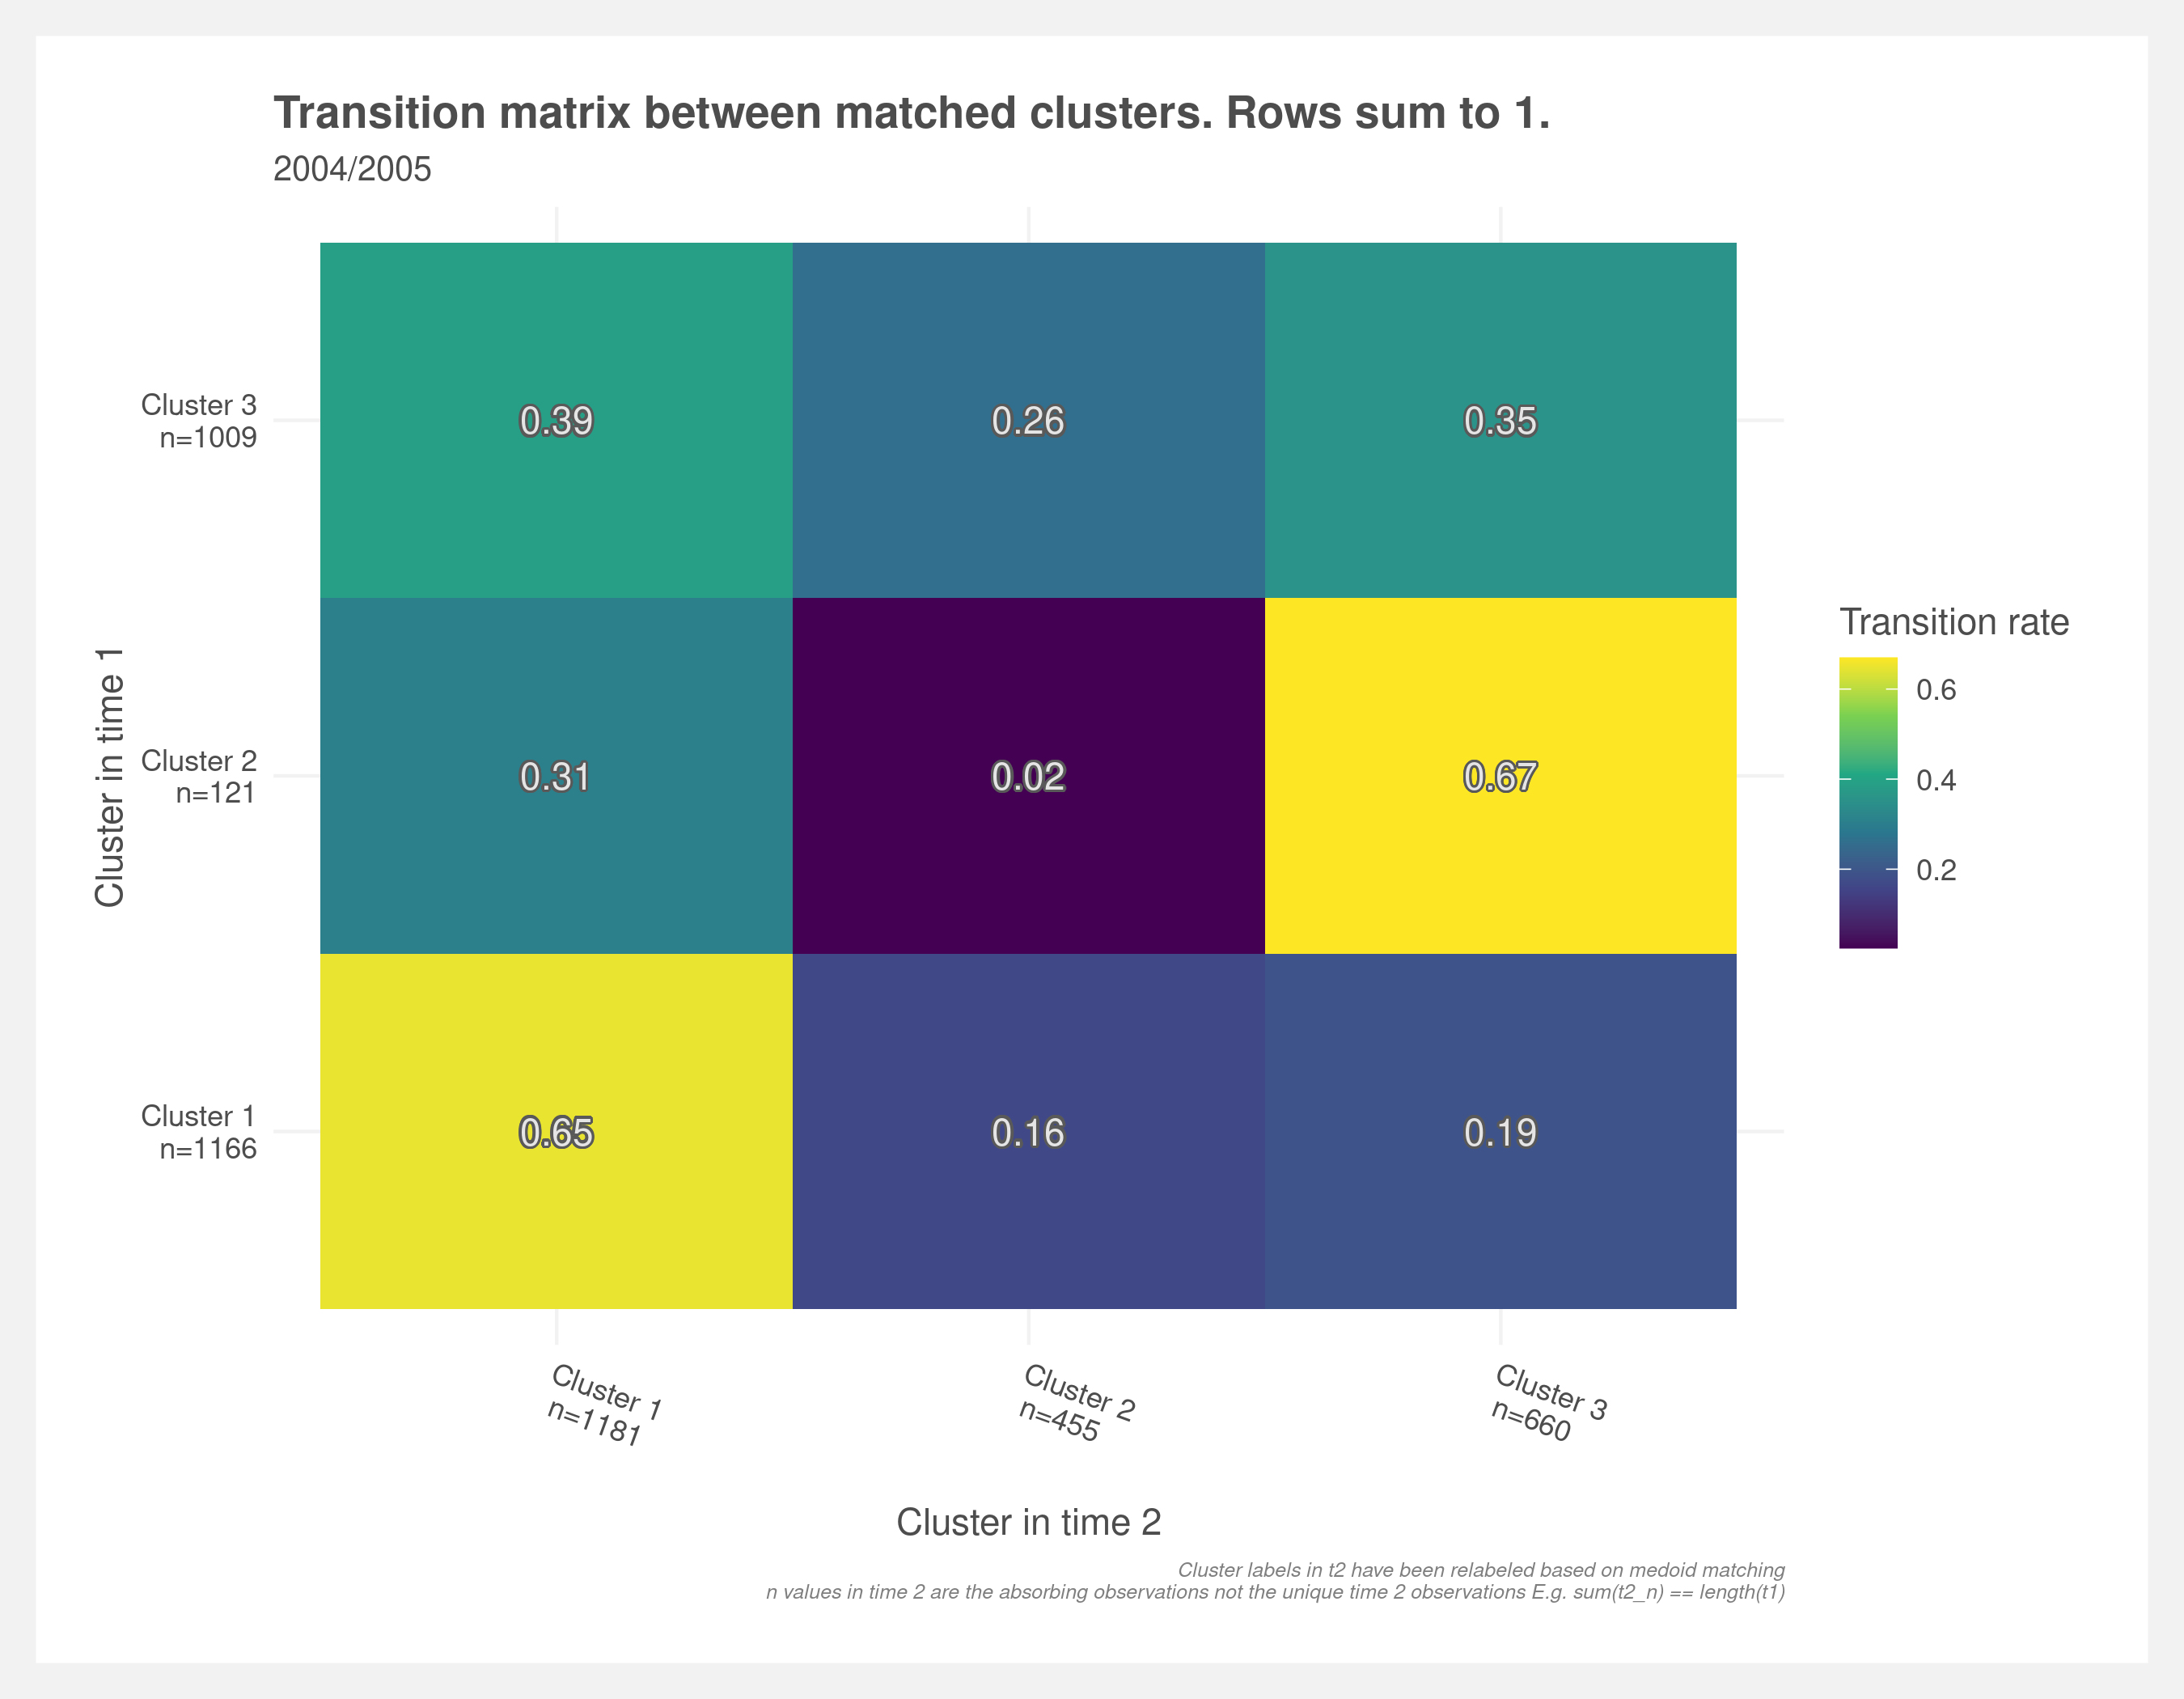 Transition matrix between matched clusters. Rows sum to 1.
2004/2005
Cluster in time 1
Cluster 3
n=1009
0.39 0.26 0.35
Cluster 2
n=121
0.31 0.02 0.67
Cluster 1
n=1166
0.65 0.16 0.19
Cluster 1
n=1181
Cluster 2
n=455
Cluster 3
n=660
Cluster in time 2
Transition rate
0.6
0.4
0.2
Cluster labels in t2 have been relabeled based on medoid matching
n values in time 2 are the absorbing observations not the unique time 2 observations E.g. sum(t2_n) == length(t1)